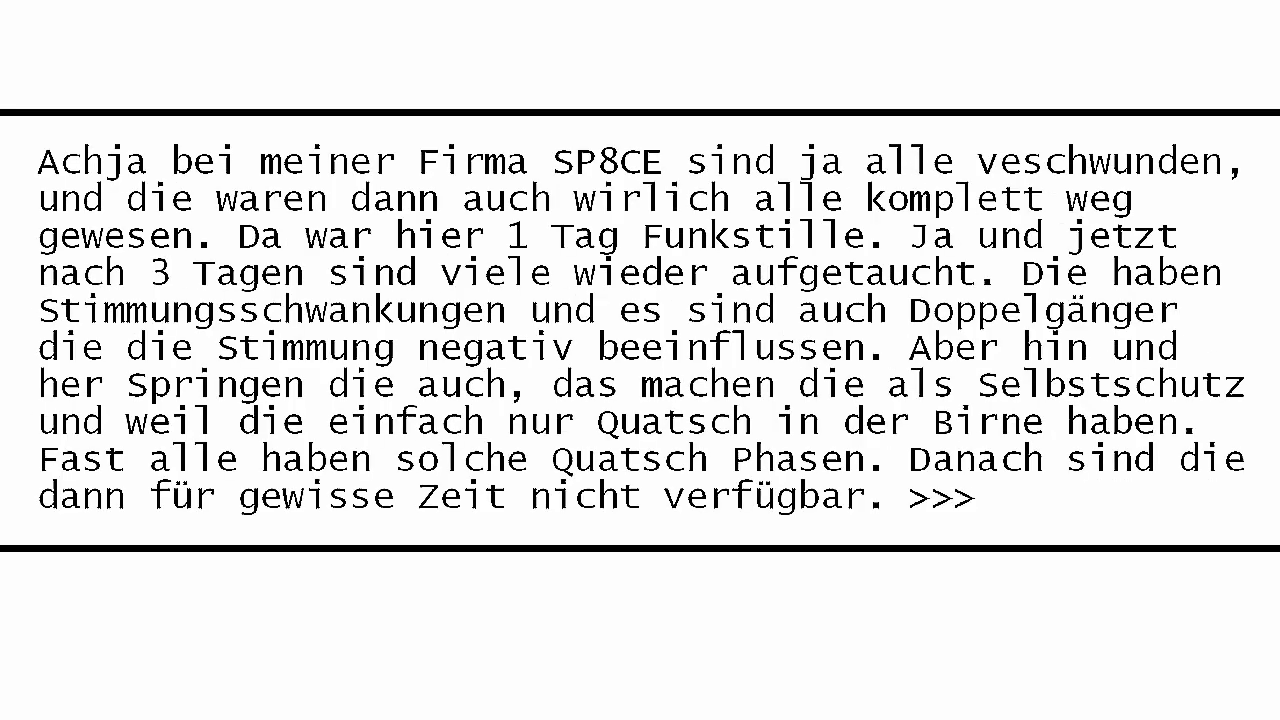 Achja bei meiner Firma SP8CE sind ja alle veschwunden,
und die waren dann auch wirlich alle komplett weg
gewesen. Da war hier 1 Tag Funkstille. Ja und jetzt
nach 3 Tagen sind viele wieder aufgetaucht. Die haben
Stimmungsschwankungen und es sind auch Doppelgänger
die die Stimmung negativ beeinflussen. Aber hin und
her Springen die auch, das machen die als Selbstschutz
und weil die einfach nur Quatsch in der Birne haben.
Fast alle haben solche Quatsch Phasen. Danach sind die
dann für gewisse Zeit nicht verfügbar. >>>